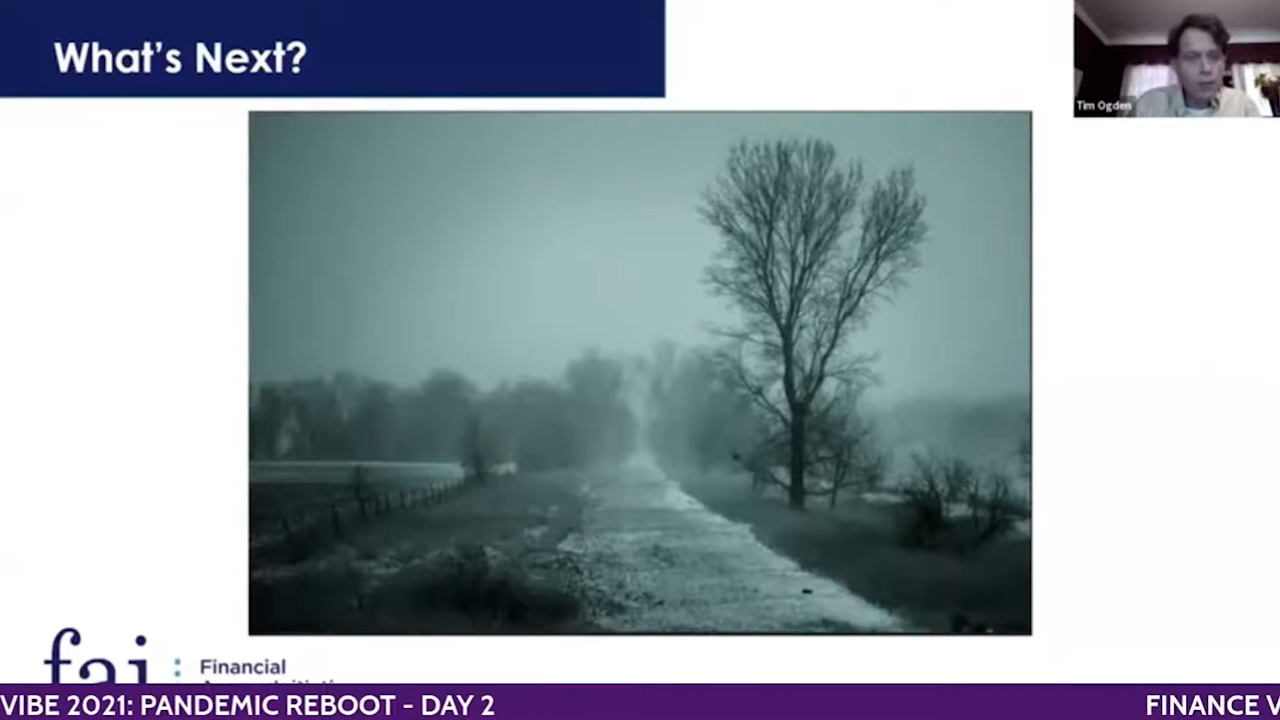 What's Next?
Tim Ogden
fai
Financial
VIBE 2021: PANDEMIC REBOOT - DAY 2
FINANCE V